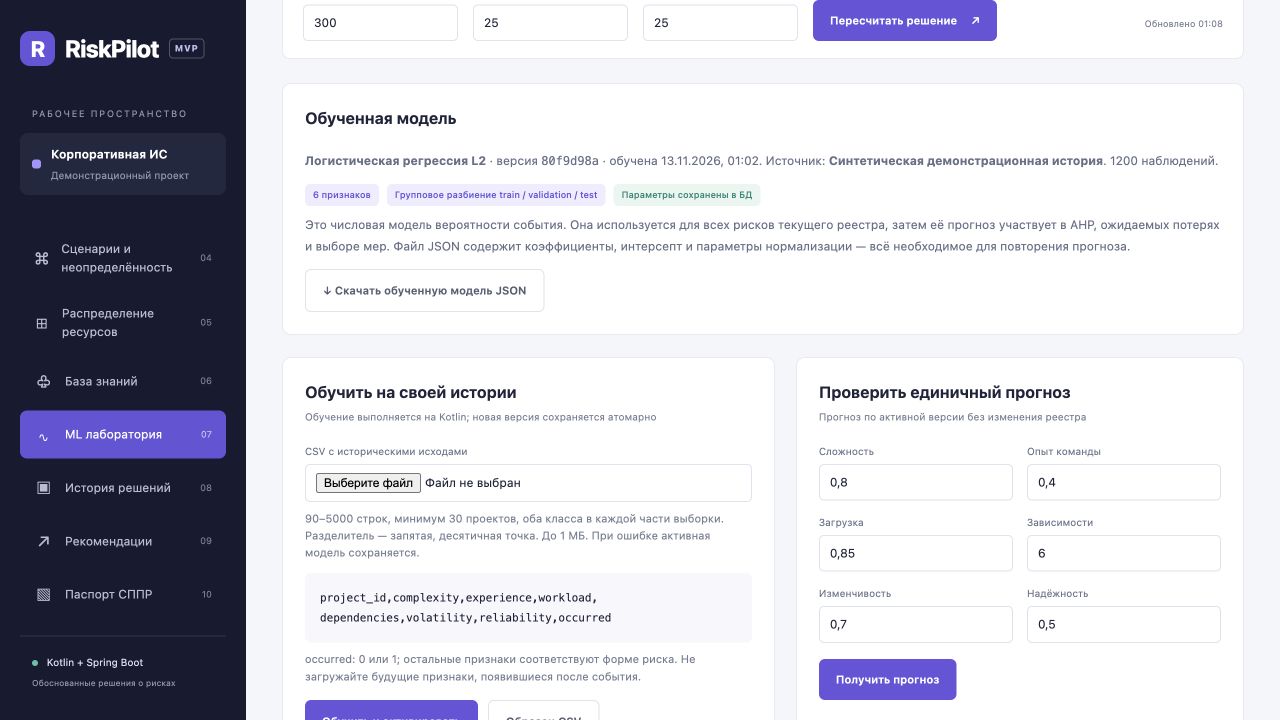 R RiskPilot MVP
РАБОЧЕЕ ПРОСТРАНСТВО
Корпоративная ИС
Демонстрационный проект
Сценарии и
неопределённость
04
Распределение
ресурсов
05
База знаний 06
ML лаборатория 07
История решений 08
Рекомендации 09
Паспорт СППР 10
Kotlin + Spring Boot
Обоснованные решения о рисках
300 25 25 Пересчитать решение ↗ Обновлено 01:08
Обученная модель
Логистическая регрессия L2 · версия 80f9d98a · обучена 13.11.2026, 01:02. Источник: Синтетическая демонстрационная история. 1200 наблюдений.
6 признаков Групповое разбиение train / validation / test Параметры сохранены в БД
Это числовая модель вероятности события. Она используется для всех рисков текущего реестра, затем её прогноз участвует в AHP, ожидаемых потерях
и выборе мер. Файл JSON содержит коэффициенты, интерсепт и параметры нормализации — всё необходимое для повторения прогноза.
↓ Скачать обученную модель JSON
Обучить на своей истории
Обучение выполняется на Kotlin; новая версия сохраняется атомарно
CSV с историческими исходами
Выберите файл Файл не выбран
90–5000 строк, минимум 30 проектов, оба класса в каждой части выборки.
Разделитель — запятая, десятичная точка. До 1 МБ. При ошибке активная
модель сохраняется.
project_id,complexity,experience,workload,
dependencies,volatility,reliability,occurred
occurred: 0 или 1; остальные признаки соответствуют форме риска. Не
загружайте будущие признаки, появившиеся после события.
Проверить единичный прогноз
Прогноз по активной версии без изменения реестра
Сложность Опыт команды
0,8 0,4
Загрузка Зависимости
0,85 6
Изменчивость Надёжность
0,7 0,5
Получить прогноз